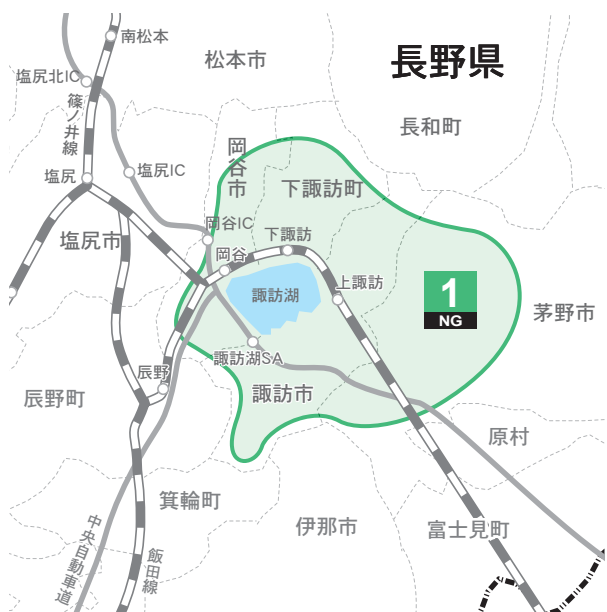 南松本
松本市
長野県
塩尻北IC
篠ノ井線
長和町
岡谷市
塩尻IC
塩尻
下諏訪町
岡谷IC
下諏訪
塩尻市
岡谷
上諏訪
諏訪湖
1
NG
茅野市
諏訪湖SA
辰野
諏訪市
辰野町
原村
箕輪町
伊那市
富士見町
中央自動車道
飯田線